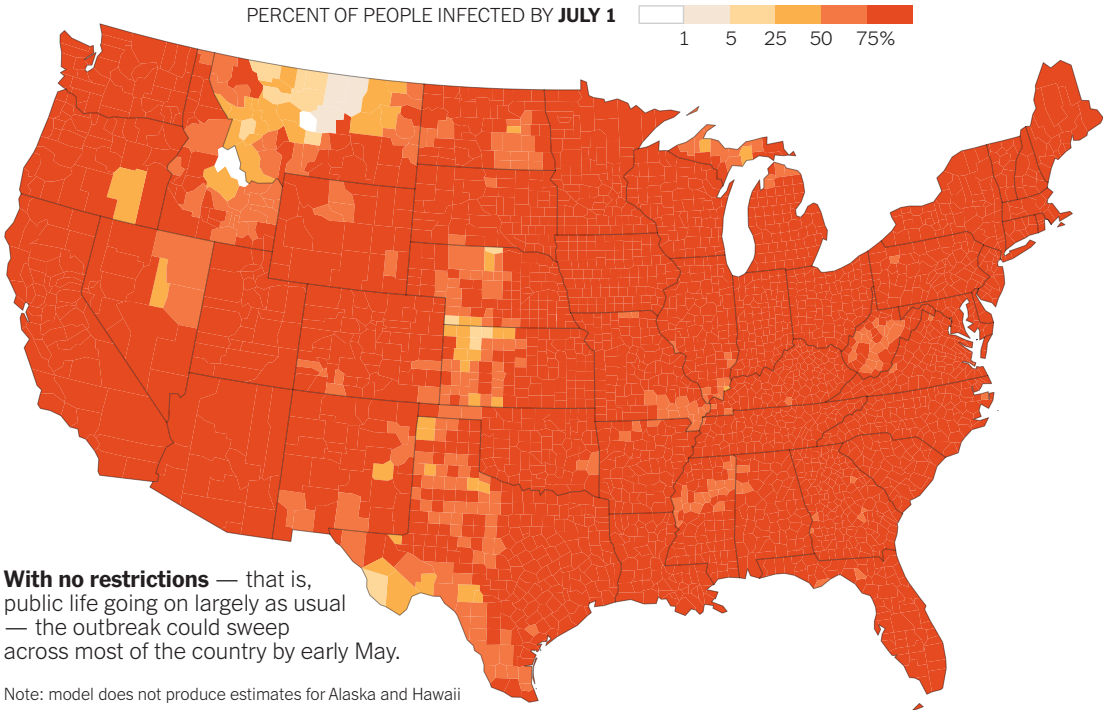 PERCENT OF PEOPLE INFECTED BY JULY 1
1 5 25 50 75%
With no restrictions — that is,
public life going on largely as usual
— the outbreak could sweep
across most of the country by early May.
Note: model does not produce estimates for Alaska and Hawaii